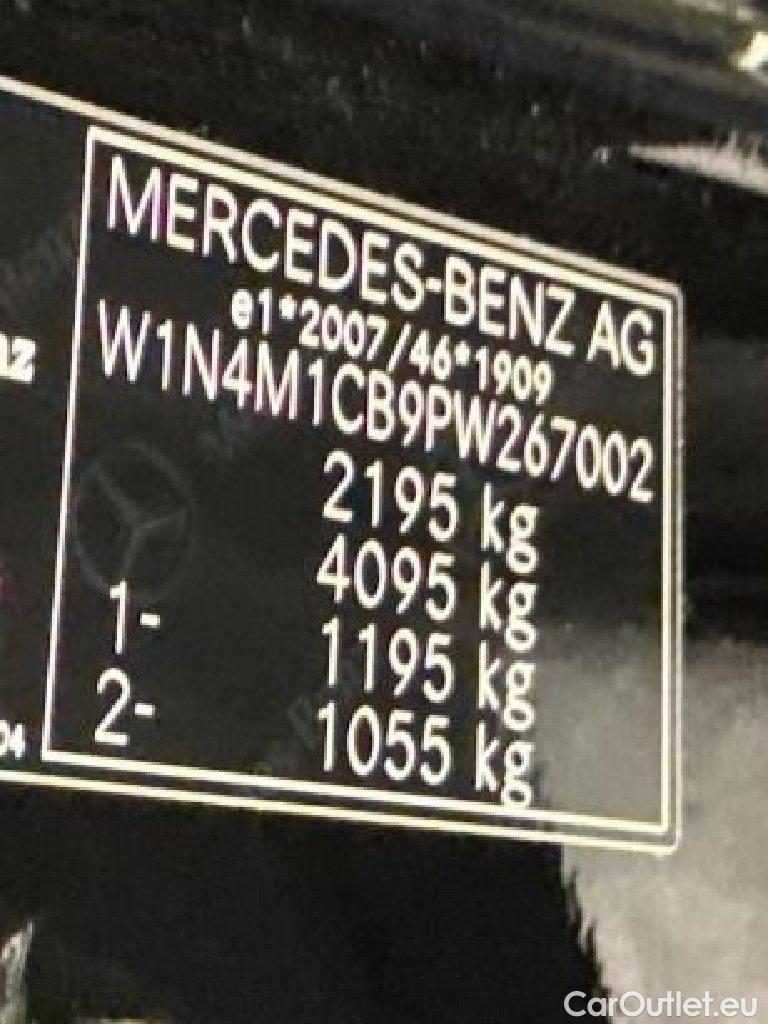 MERCEDES-BENZ AG
e1*2007/46*1909
W1N4M1CB9PW267002
2195 kg
4095 kg
1- 1195 kg
2- 1055 kg
04
CarOutlet.eu